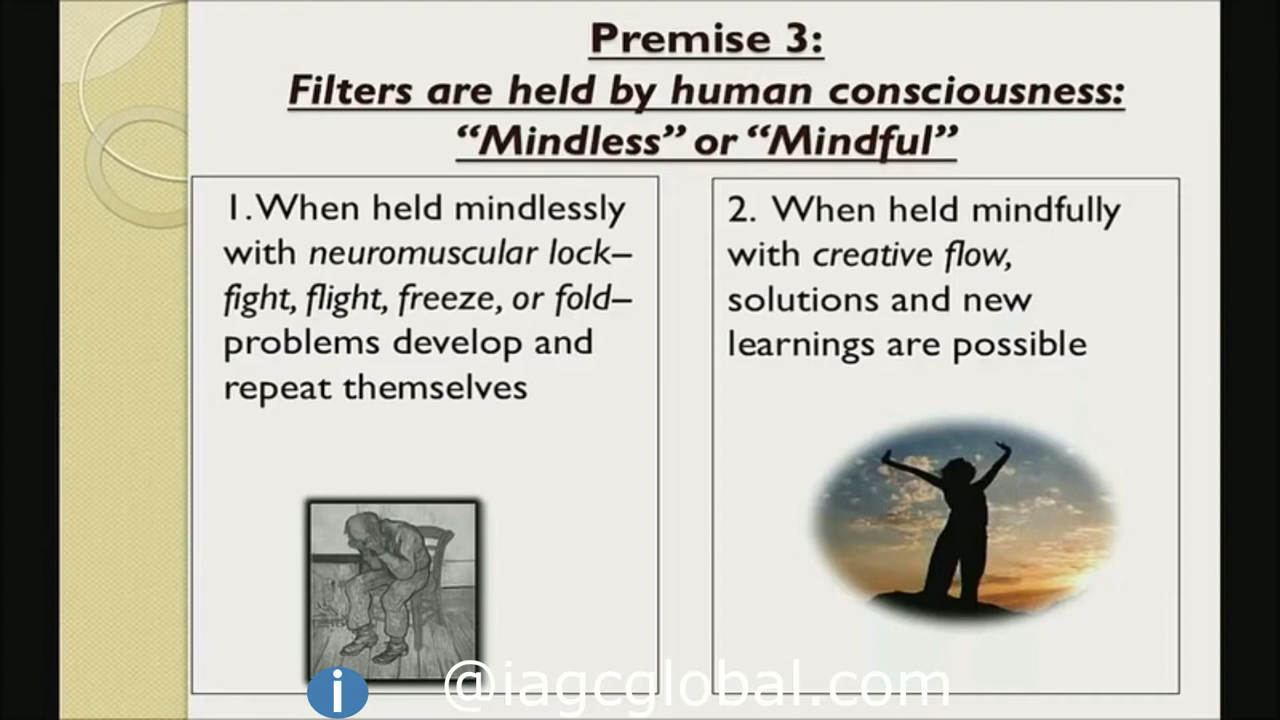 Premise 3:
Filters are held by human consciousness:
“Mindless” or “Mindful”
1. When held mindlessly
with neuromuscular lock–
fight, flight, freeze, or fold–
problems develop and
repeat themselves
2. When held mindfully
with creative flow,
solutions and new
learnings are possible
i @iagcglobal.com